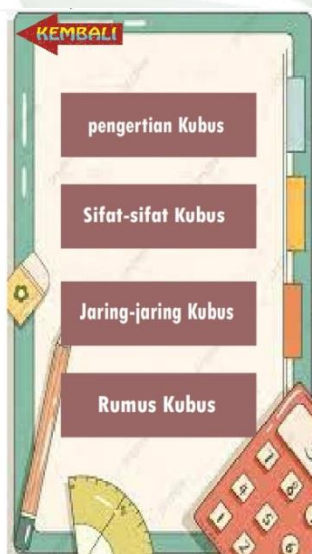 KEMBALI
pengertian Kubus
Sifat-sifat Kubus
Jaring-jaring Kubus
Rumus Kubus